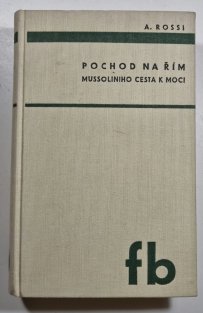 A. ROSSI
POCHOD NA ŘÍM
MUSSOLINIHO CESTA K MOCI
fb